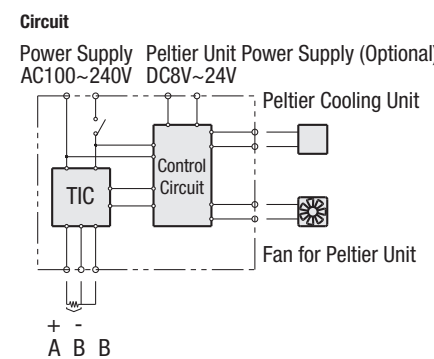 Circuit
Power Supply Peltier Unit Power Supply (Optional)
AC100~240V DC8V~24V
Peltier Cooling Unit
Control
Circuit
TIC
Fan for Peltier Unit
+ -
A B B